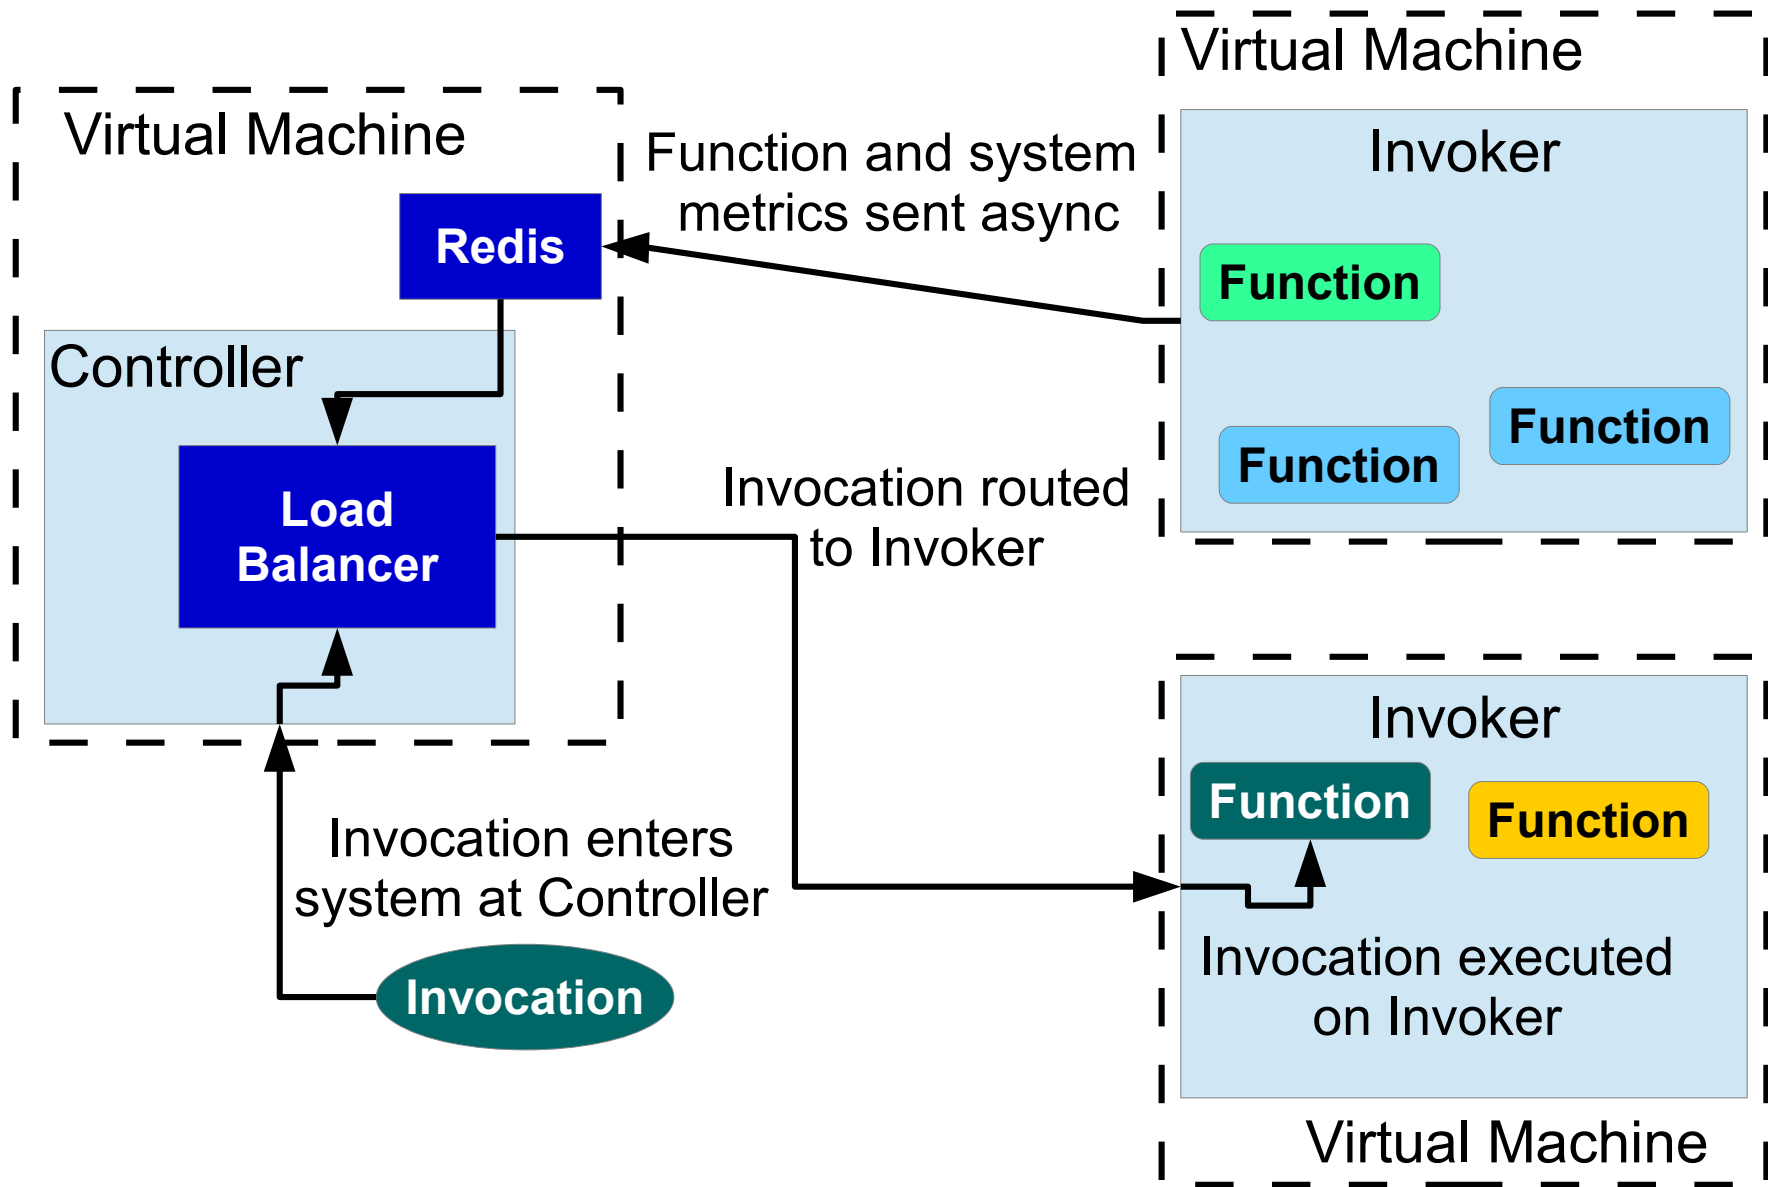 Virtual Machine
Redis
Controller
Load
Balancer
Function and system
metrics sent async
Invocation routed
to Invoker
Invocation enters
system at Controller
Invocation
Virtual Machine
Invoker
Function
Function
Function
Invoker
Function
Function
Invocation executed
on Invoker
Virtual Machine